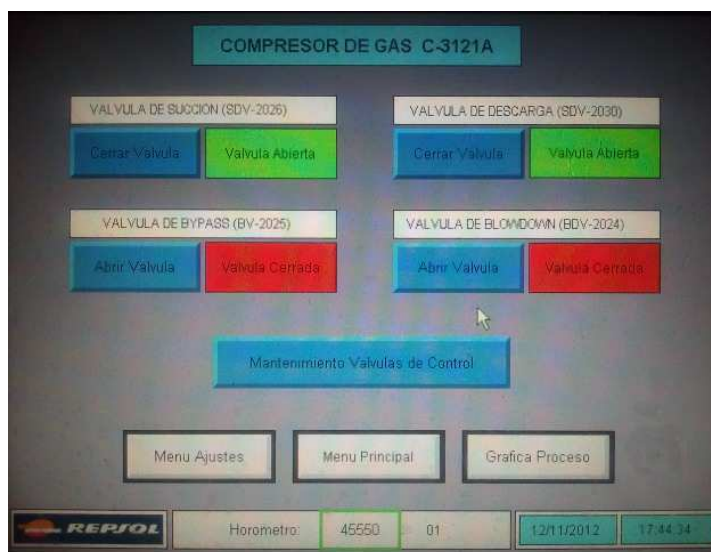 COMPRESOR DE GAS C-3121A
VALVULA DE SUCCION (SDV-2026)
VALVULA DE DESCARGA (SDV-2030)
Cerrar Valvula
Valvula Abierta
Cerrar Valvula
Valvula Abierta
VALVULA DE BYPASS (BV-2025)
VALVULA DE BLOWDOWN (BDV-2024)
Abrir Valvula
Valvula Cerrada
Abrir Valvula
Valvula Cerrada
Mantenimiento Valvulas de Control
Menu Ajustes
Menu Principal
Grafica Proceso
REPSOL
Horometro:
45550
01
12/11/2012
17:44:34